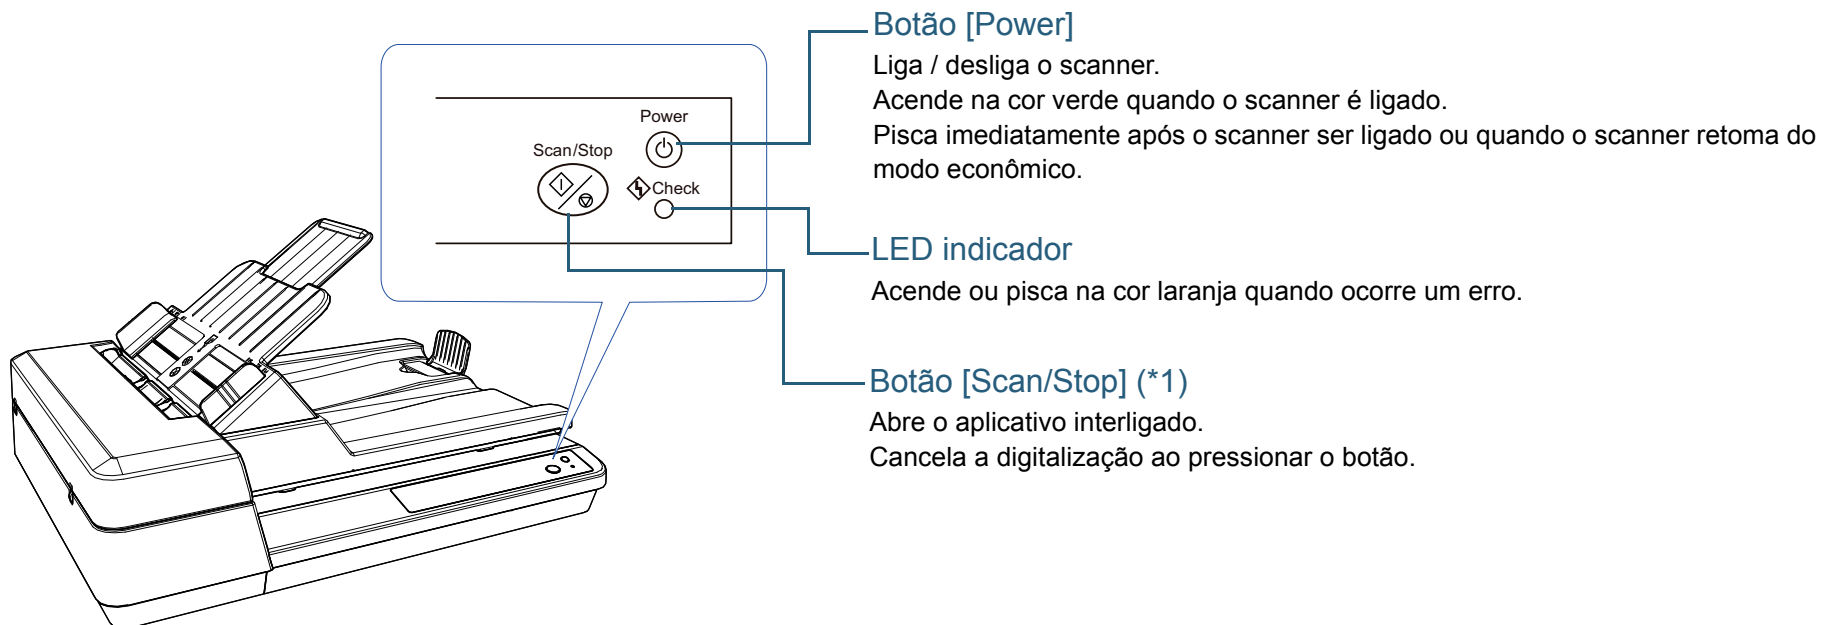 Botão [Power]
Liga / desliga o scanner.
Acende na cor verde quando o scanner é ligado.
Pisca imediatamente após o scanner ser ligado ou quando o scanner retoma do
modo econômico.
Power
Scan/Stop
Check
LED indicador
Acende ou pisca na cor laranja quando ocorre um erro.
Botão [Scan/Stop] (*1)
Abre o aplicativo interligado.
Cancela a digitalização ao pressionar o botão.